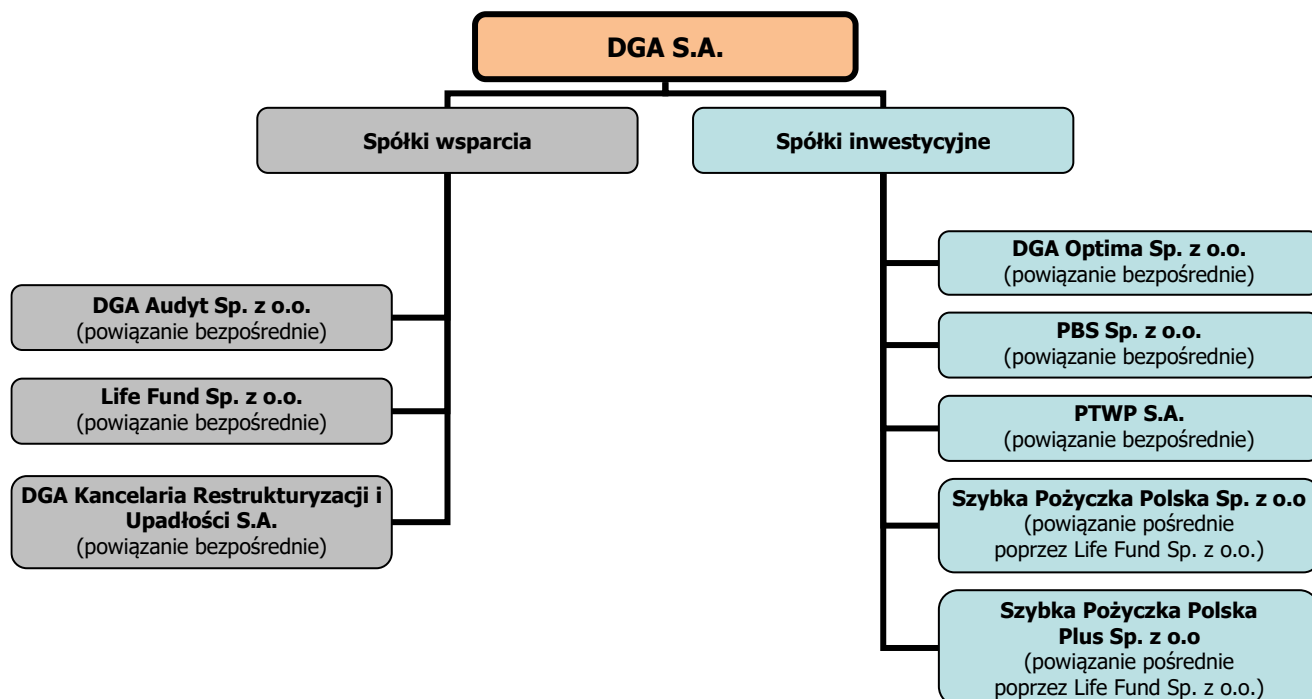 DGA S.A.
Spółki wsparcia
Spółki inwestycyjne
DGA Audyt Sp. z o.o.
(powiązanie bezpośrednie)
Life Fund Sp. z o.o.
(powiązanie bezpośrednie)
DGA Kancelaria Restrukturyzacji i
Upadłości S.A.
(powiązanie bezpośrednie)
DGA Optima Sp. z o.o.
(powiązanie bezpośrednie)
PBS Sp. z o.o.
(powiązanie bezpośrednie)
PTWP S.A.
(powiązanie bezpośrednie)
Szybka Pożyczka Polska Sp. z o.o
(powiązanie pośrednie
poprzez Life Fund Sp. z o.o.)
Szybka Pożyczka Polska
Plus Sp. z o.o
(powiązanie pośrednie
poprzez Life Fund Sp. z o.o.)